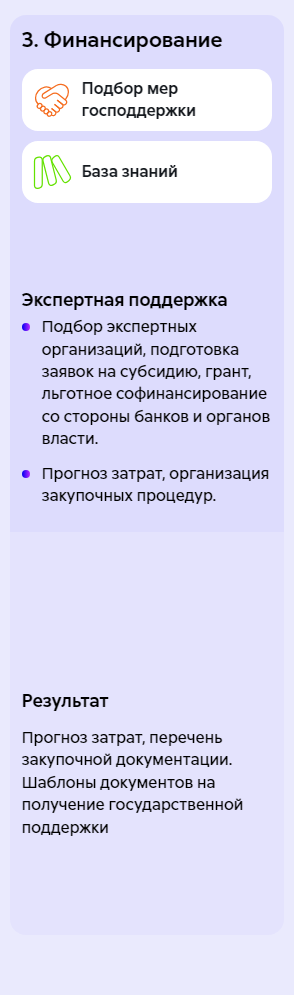 3. Финансирование
Подбор мер
господдержки
База знаний
Экспертная поддержка
Подбор экспертных
организаций, подготовка
заявок на субсидию, грант,
льготное софинансирование
со стороны банков и органов
власти.
Прогноз затрат, организация
закупочных процедур.
Результат
Прогноз затрат, перечень
закупочной документации.
Шаблоны документов на
получение государственной
поддержки